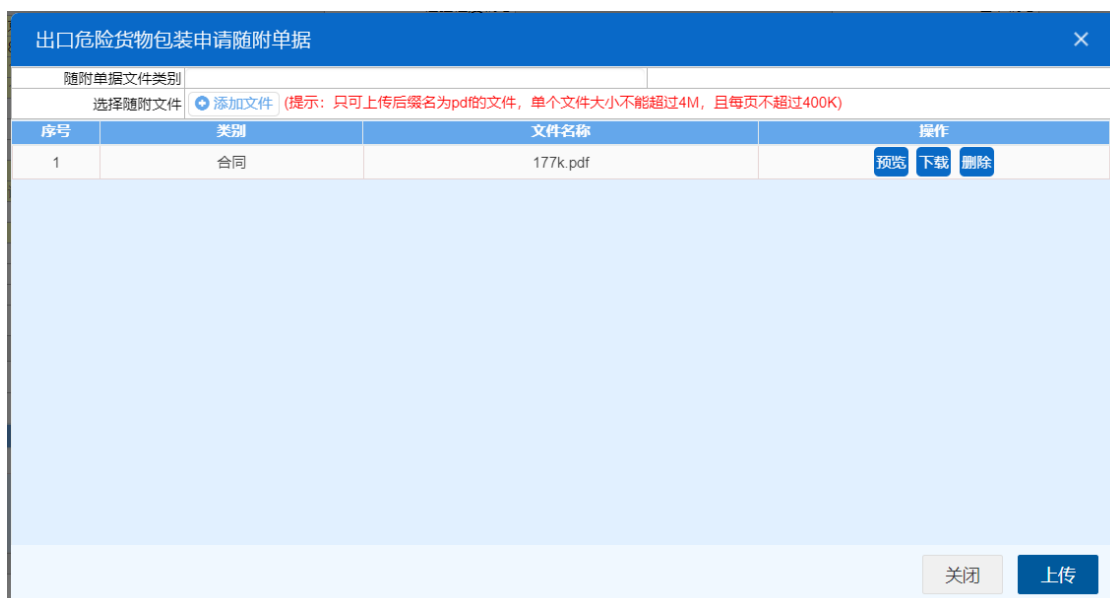 出口危险货物包装申请随附单据
随附单据文件类别
选择随附文件 添加文件 (提示：只可上传后缀名为pdf的文件，单个文件大小不能超过4M，且每页不超过400K)
序号 类别 文件名称 操作
1 合同 177k.pdf 预览 下载 删除
关闭 上传